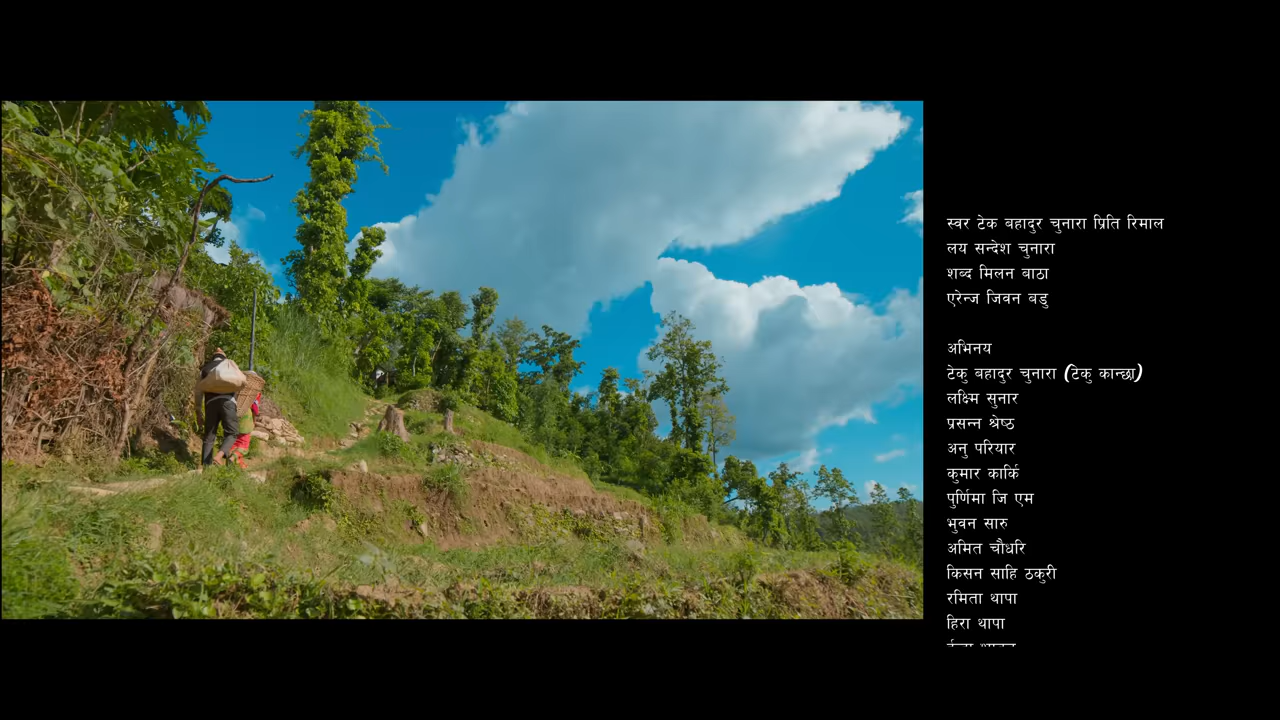 स्वर टेक बहादुर चुनारा प्रिति रिमाल
लय सन्देश चुनारा
शब्द मिलन बाठा
एरेन्ज जिवन बडु
अभिनय
टेकु बहादुर चुनारा (टेकु कान्छा)
लक्ष्मि सुनार
प्रसन्न श्रेष्ठ
अनु परियार
कुमार कार्कि
पुर्णिमा जि एम
भुवन सारु
अमित चौधरि
किसन साहि ठकुरी
रमिता थापा
हिरा थापा